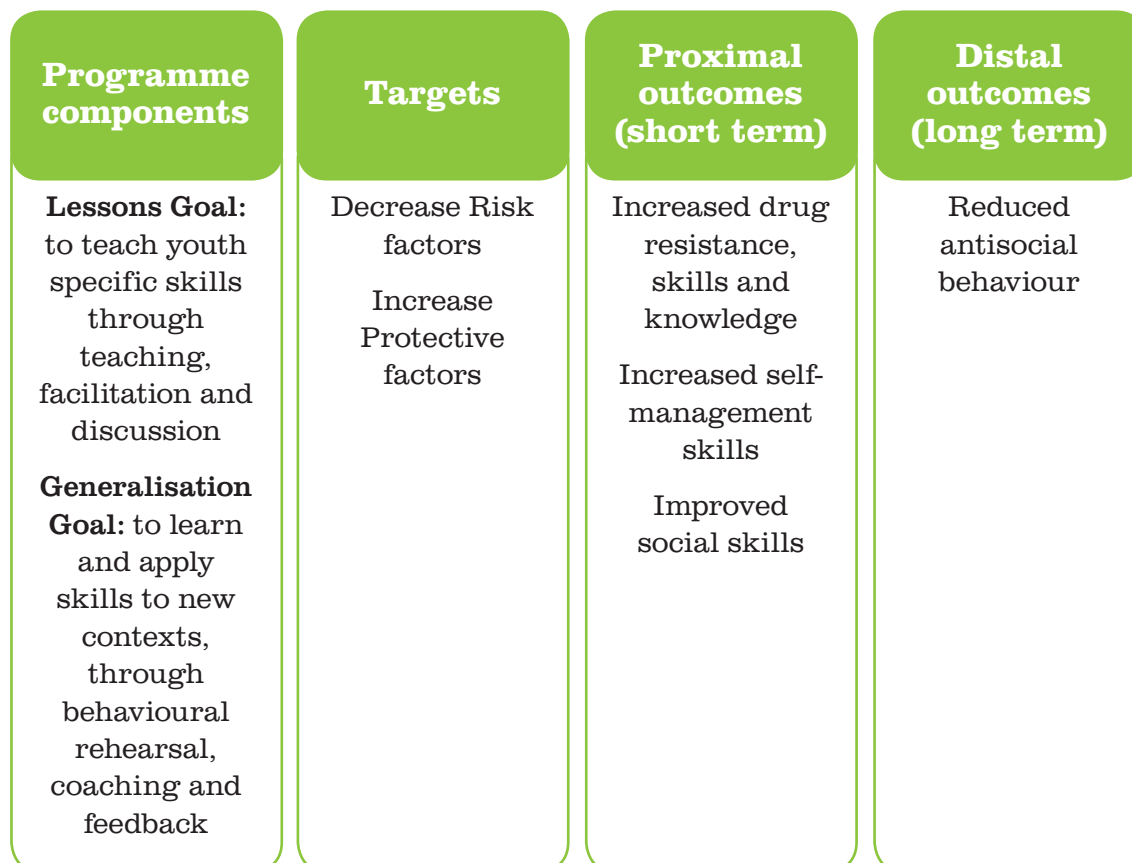 Programme
components
Lessons Goal:
to teach youth
specific skills
through
teaching,
facilitation and
discussion
Generalisation
Goal: to learn
and apply
skills to new
contexts,
through
behavioural
rehearsal,
coaching and
feedback
Targets
Decrease Risk
factors
Increase
Protective
factors
Proximal
outcomes
(short term)
Increased drug
resistance,
skills and
knowledge
Increased self-
management
skills
Improved
social skills
Distal
outcomes
(long term)
Reduced
antisocial
behaviour